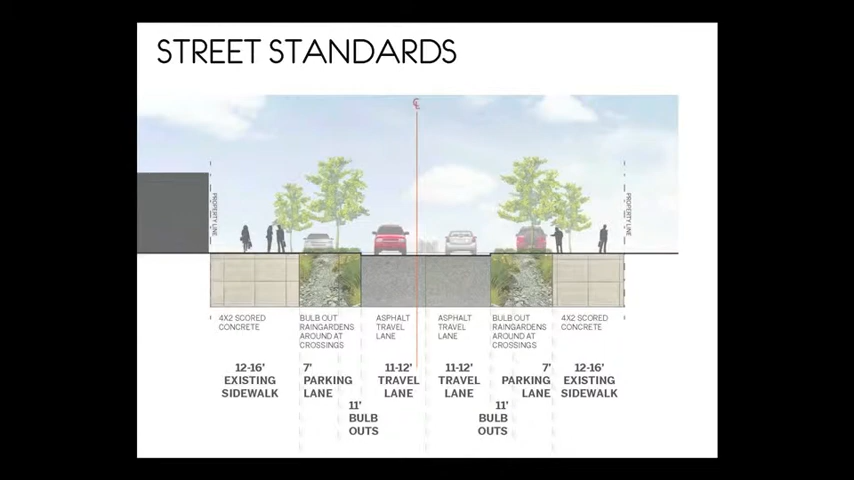 STREET STANDARDS
℄
PROPERTY LINE
PROPERTY LINE
4X2 SCORED
CONCRETE
BULB OUT
RAINGARDENS
AROUND AT
CROSSINGS
ASPHALT
TRAVEL
LANE
ASPHALT
TRAVEL
LANE
BULB OUT
RAINGARDENS
AROUND AT
CROSSINGS
4X2 SCORED
CONCRETE
12-16'
EXISTING
SIDEWALK
7'
PARKING
LANE
11'
BULB
OUTS
11-12'
TRAVEL
LANE
11-12'
TRAVEL
LANE
11'
BULB
OUTS
7'
PARKING
LANE
12-16'
EXISTING
SIDEWALK